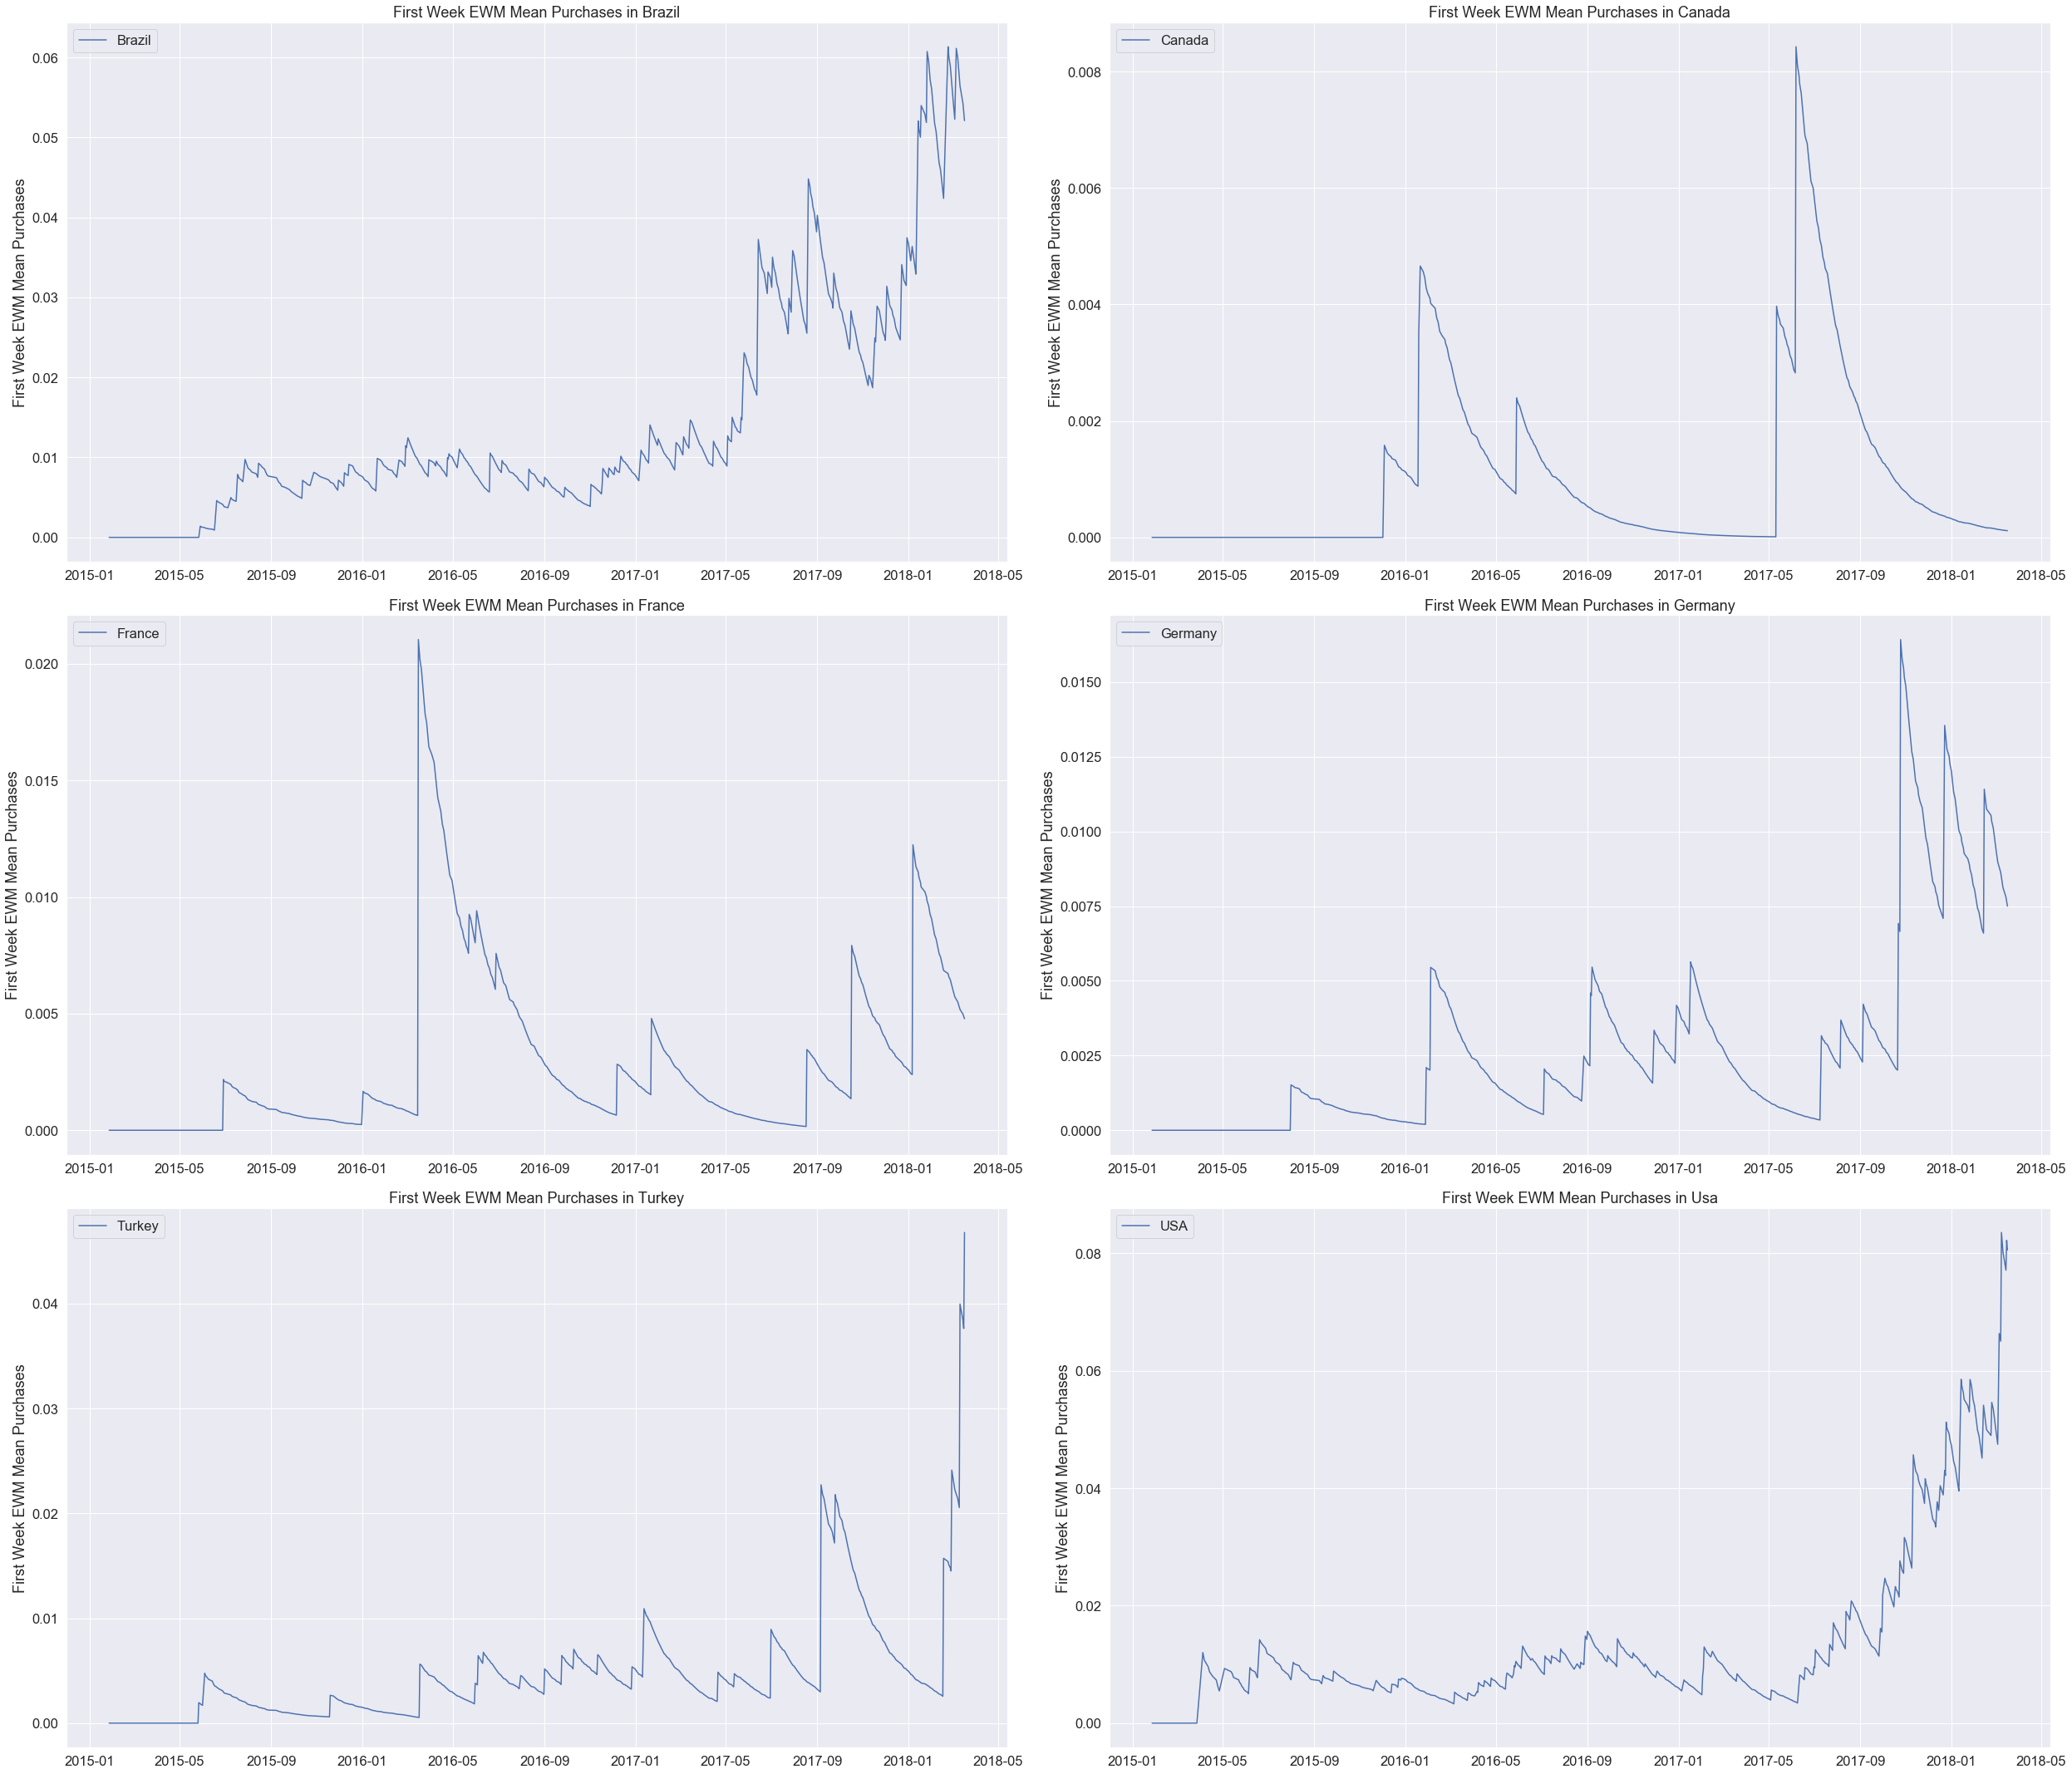 First Week EWM Mean Purchases in Brazil
Brazil
First Week EWM Mean Purchases
0.06
0.05
0.04
0.03
0.02
0.01
0.00
2015-01 2015-05 2015-09 2016-01 2016-05 2016-09 2017-01 2017-05 2017-09 2018-01 2018-05
First Week EWM Mean Purchases in Canada
Canada
First Week EWM Mean Purchases
0.008
0.006
0.004
0.002
0.000
2015-01 2015-05 2015-09 2016-01 2016-05 2016-09 2017-01 2017-05 2017-09 2018-01 2018-05
First Week EWM Mean Purchases in France
France
First Week EWM Mean Purchases
0.020
0.015
0.010
0.005
0.000
2015-01 2015-05 2015-09 2016-01 2016-05 2016-09 2017-01 2017-05 2017-09 2018-01 2018-05
First Week EWM Mean Purchases in Germany
Germany
First Week EWM Mean Purchases
0.0150
0.0125
0.0100
0.0075
0.0050
0.0025
0.0000
2015-01 2015-05 2015-09 2016-01 2016-05 2016-09 2017-01 2017-05 2017-09 2018-01 2018-05
First Week EWM Mean Purchases in Turkey
Turkey
First Week EWM Mean Purchases
0.04
0.03
0.02
0.01
0.00
2015-01 2015-05 2015-09 2016-01 2016-05 2016-09 2017-01 2017-05 2017-09 2018-01 2018-05
First Week EWM Mean Purchases in Usa
USA
First Week EWM Mean Purchases
0.08
0.06
0.04
0.02
0.00
2015-01 2015-05 2015-09 2016-01 2016-05 2016-09 2017-01 2017-05 2017-09 2018-01 2018-05